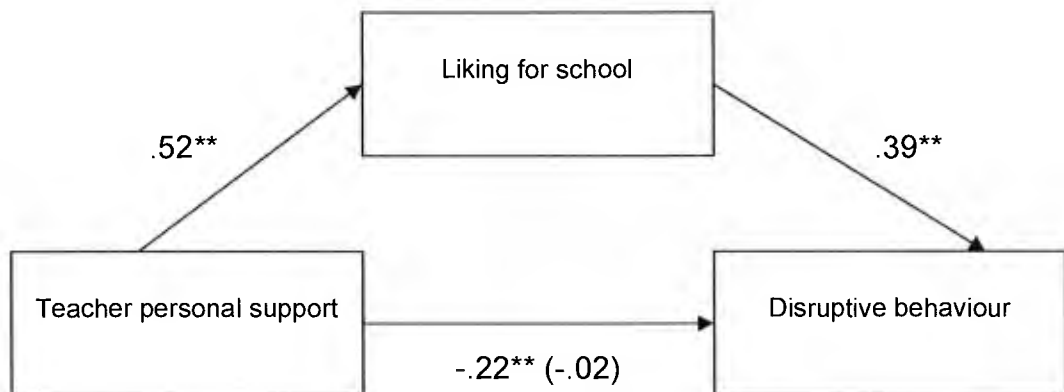 Liking for school
.52**
.39**
Teacher personal support
Disruptive behaviour
-.22** (-.02)